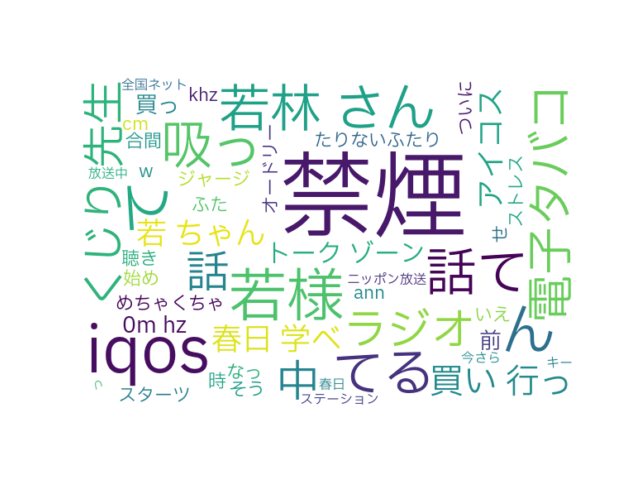 全国ネット
買っ
khz
cm
合間
若林 さん
ついに
アイコス
電子タバコ
くじり先生
吸っ
たりないふたり
オードリー
放送中
w
ジャージ
禁煙
ストレス
て
ふた
若 ちゃん
トーク ゾーン
せ
聴き
始め
話
若様
ニッポン放送
ann
話て
めちゃくちゃ
0m hz
iqos
春日 学べ
ラジオ
いえ
前
ん
今さら
キー
スターツ
時
なっ
そう
中
春日
てる
ステーション
買い 行っ